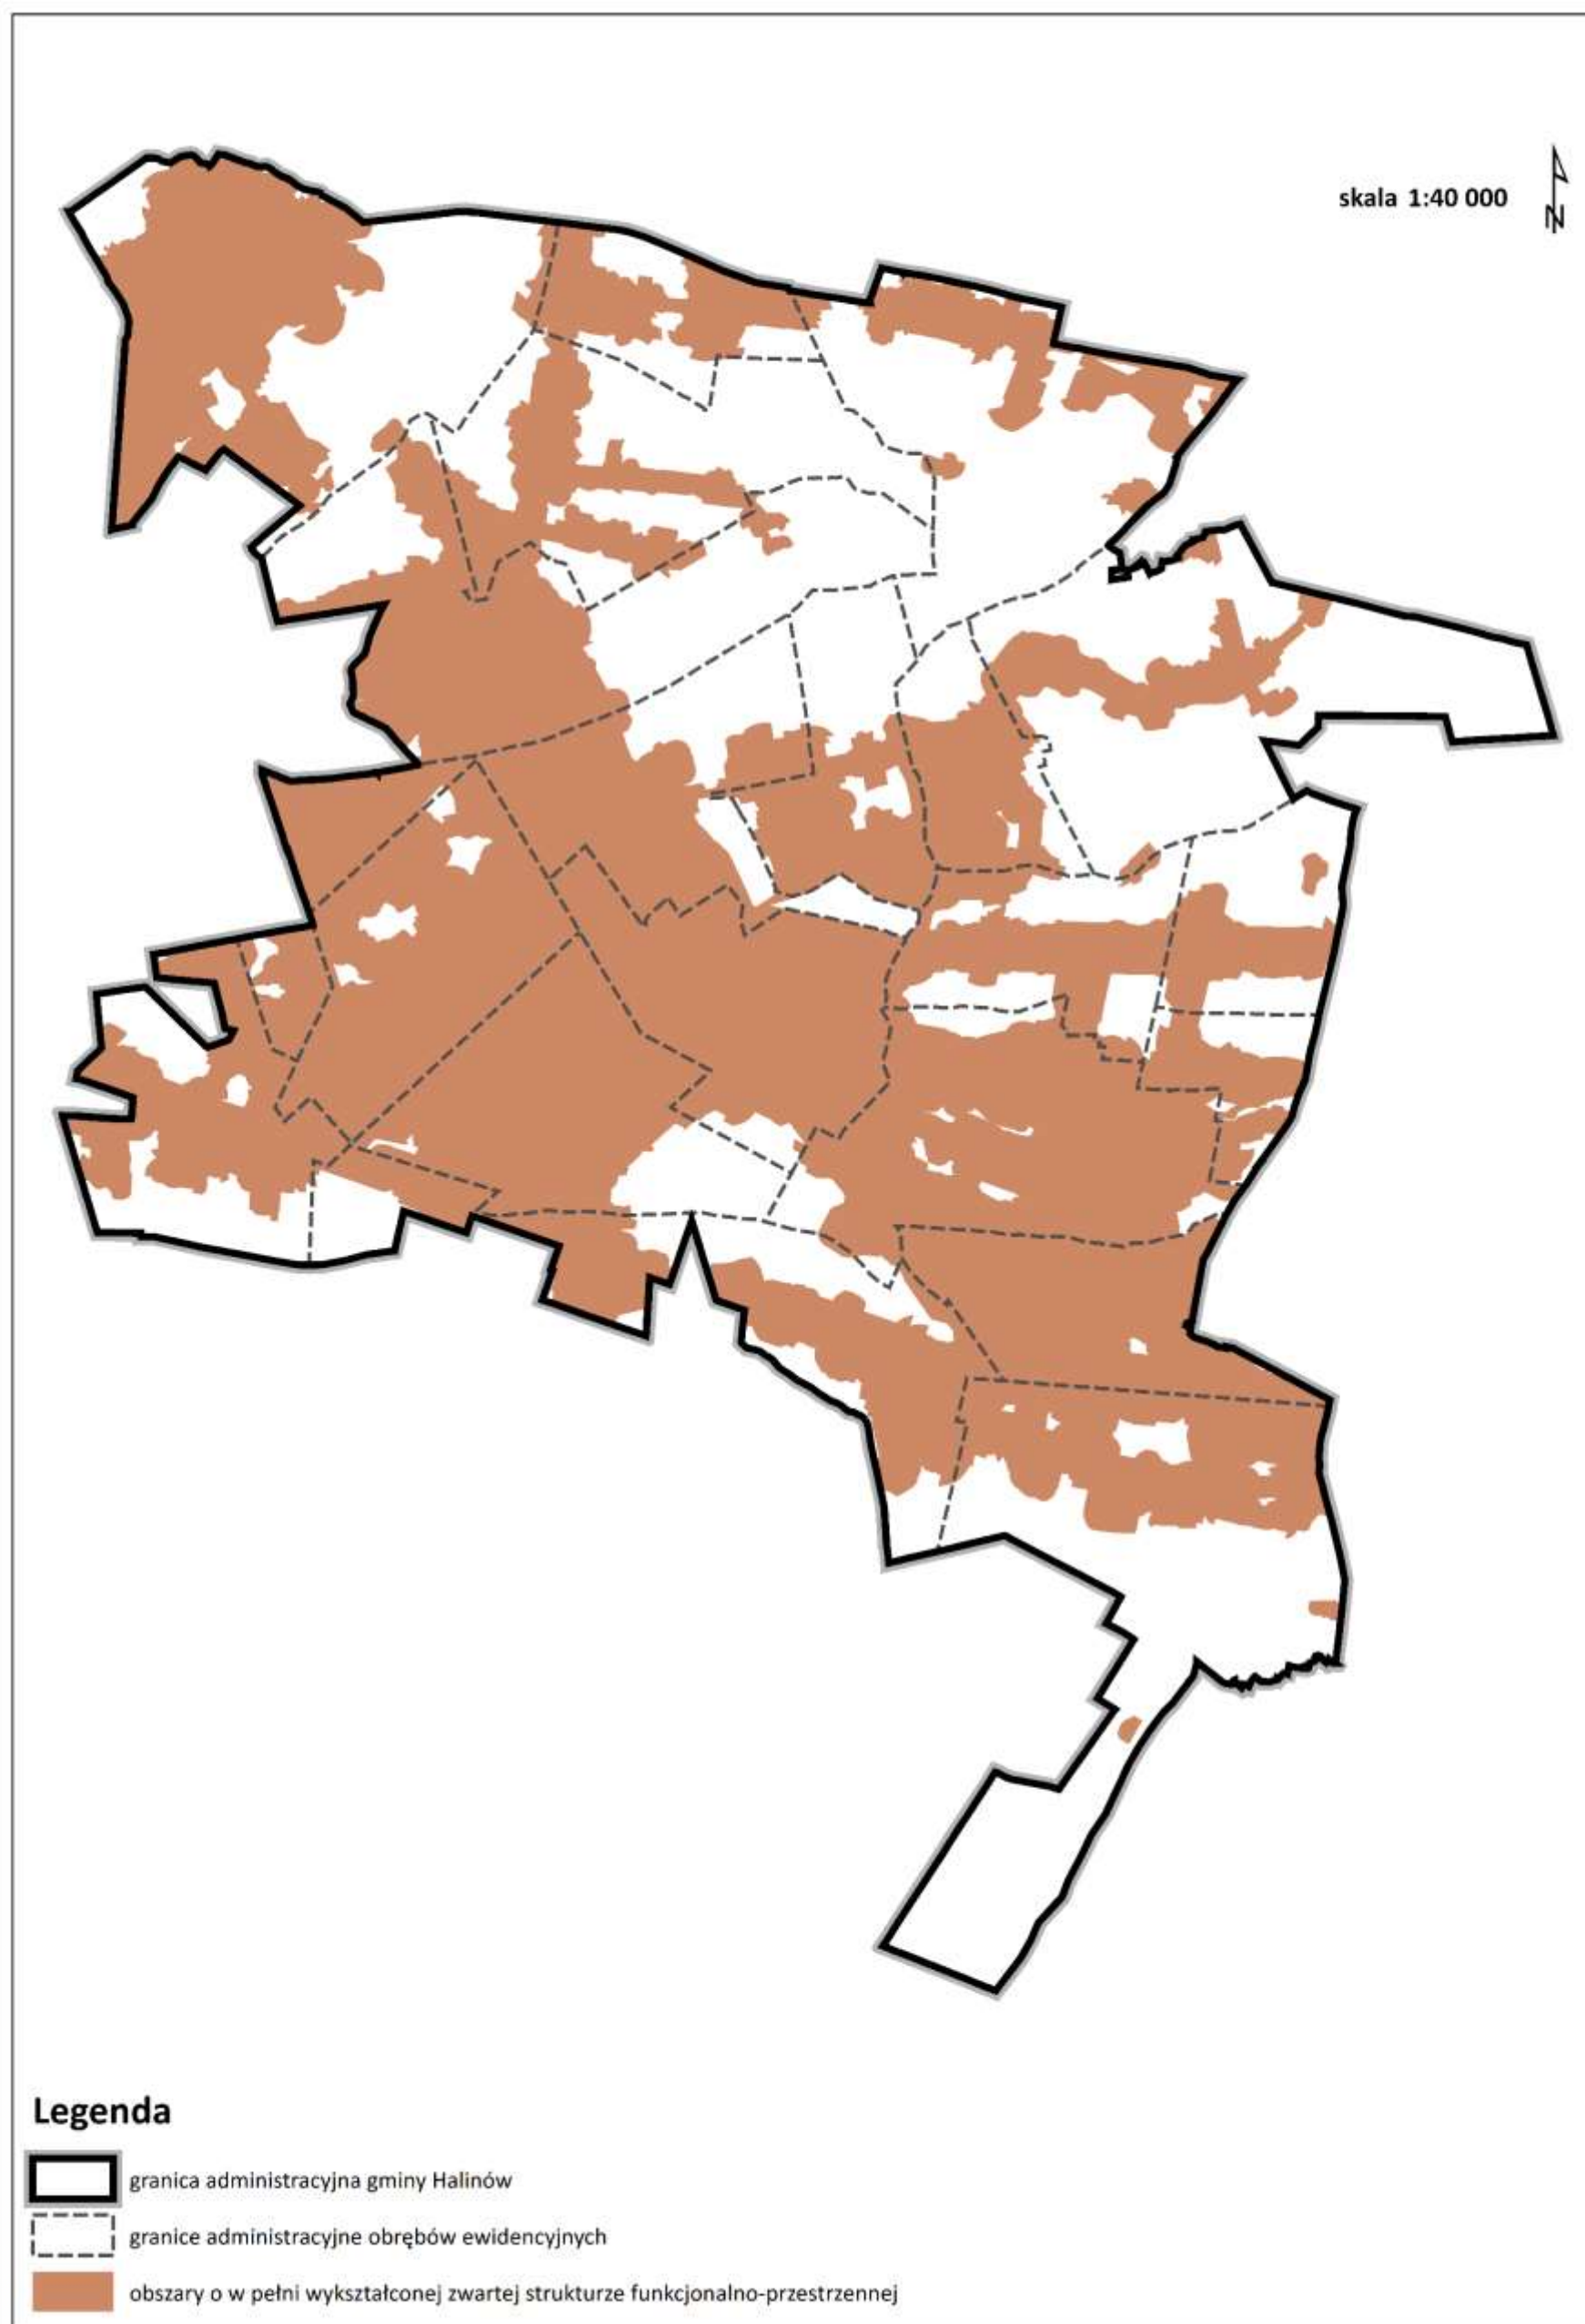 skala 1:40 000
N
Legenda
granica administracyjna gminy Halinów
granice administracyjne obrębów ewidencyjnych
obszary o w pełni wykształconej zwartej strukturze funkcjonalno-przestrzennej